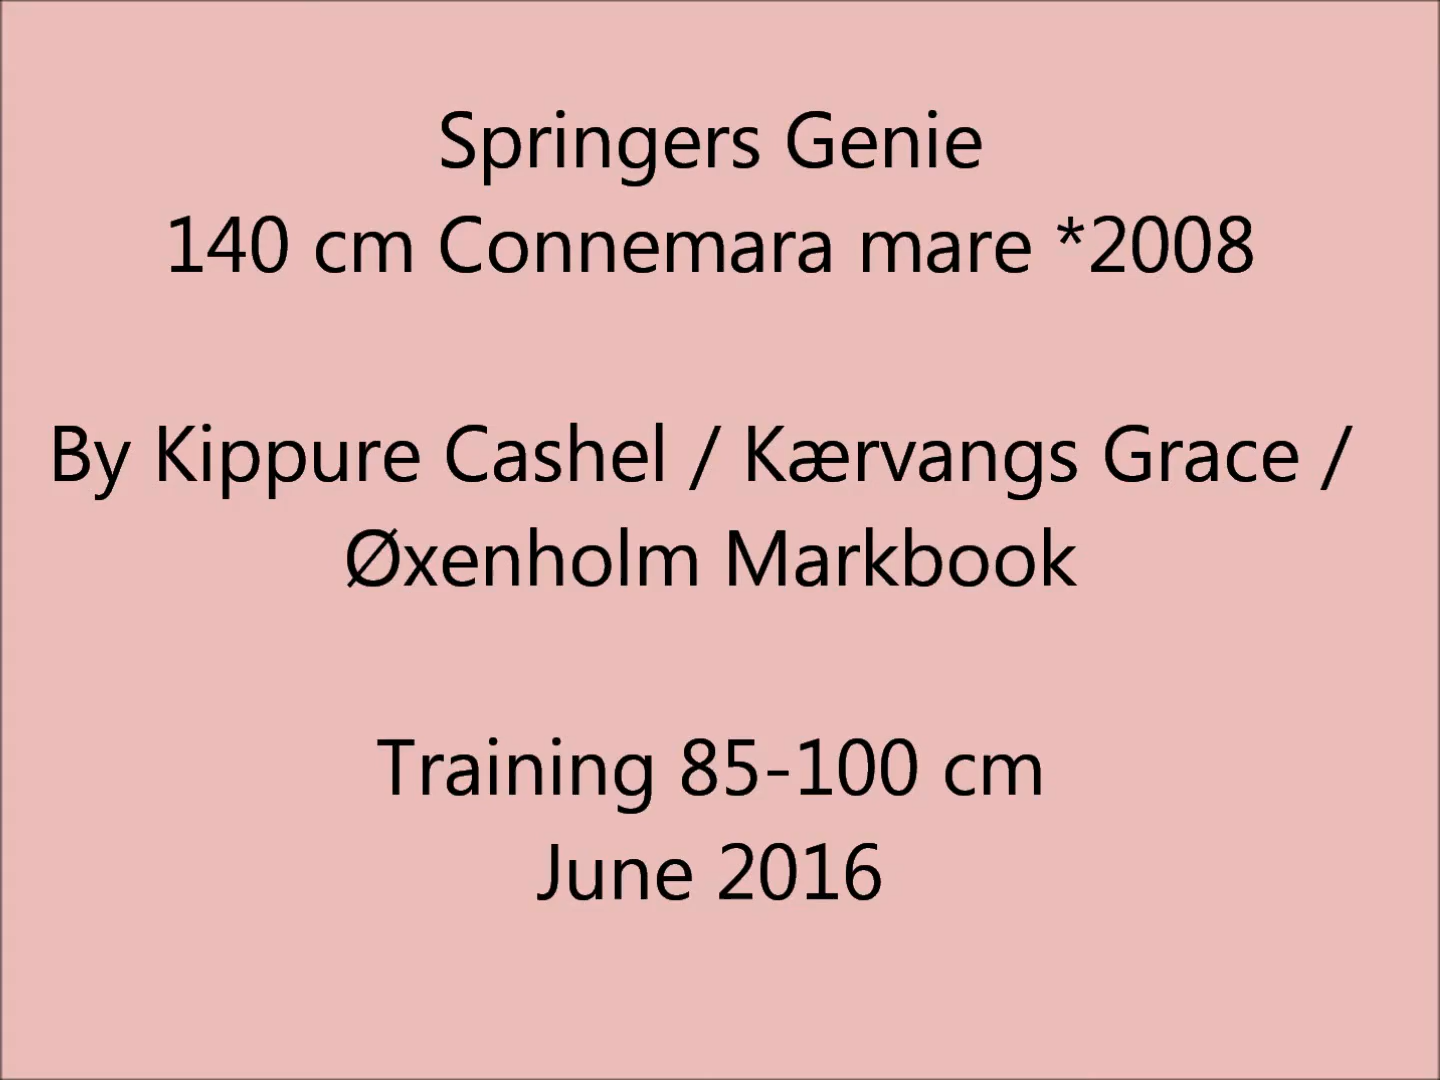 Springers Genie
140 cm Connemara mare *2008
By Kippure Cashel / Kærvangs Grace /
Øxenholm Markbook
Training 85-100 cm
June 2016